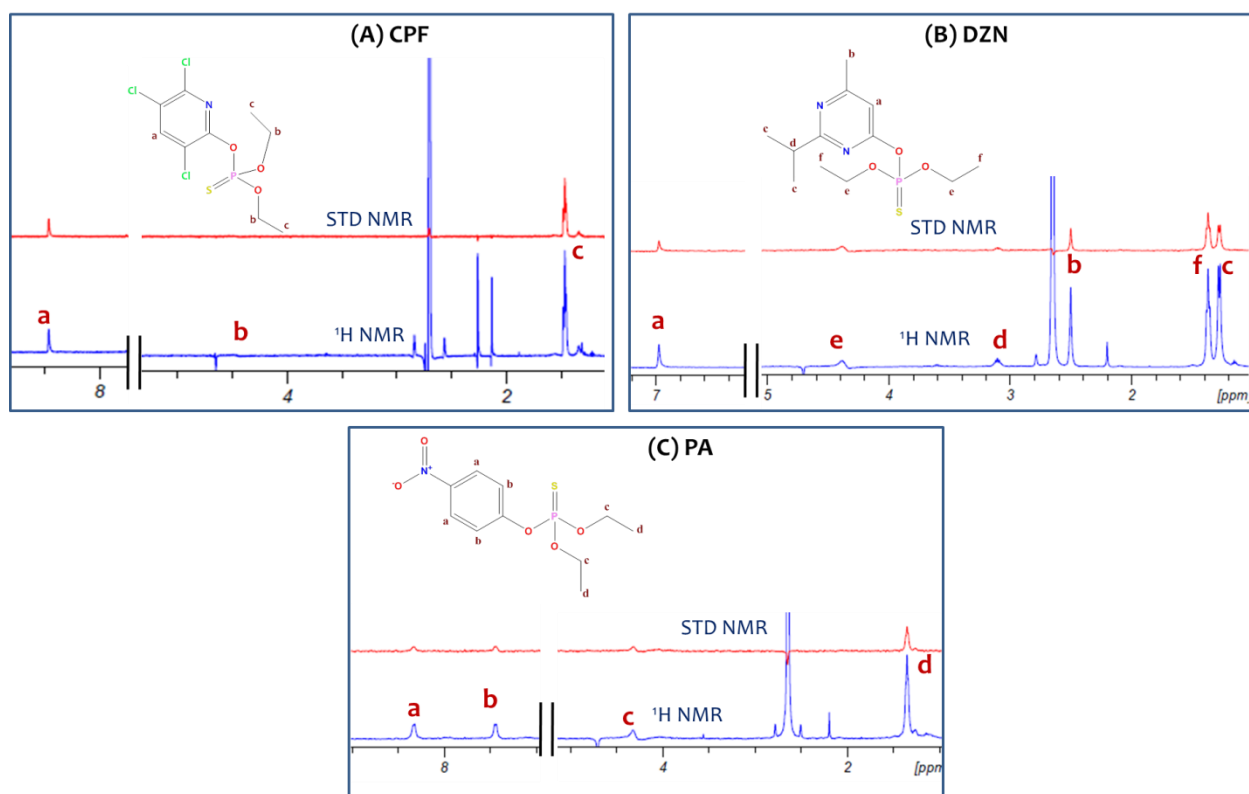 (A) CPF
Cl
Cl
N
c
a
b
O
Cl
P
O
S
O
b
c
STD NMR
c
a
b
¹H NMR
8
4
2
(B) DZN
b
N
a
c
d
f
N
O
f
c
O
O
e
P
e
S
STD NMR
b
f
c
a
e
¹H NMR
d
7
5
4
3
2
[ppm]
(C) PA
O
a
N⁺
b
S
⁻O
c
a
O
P
O
d
b
O
c
d
STD NMR
d
a
b
c
¹H NMR
8
4
2
[ppm